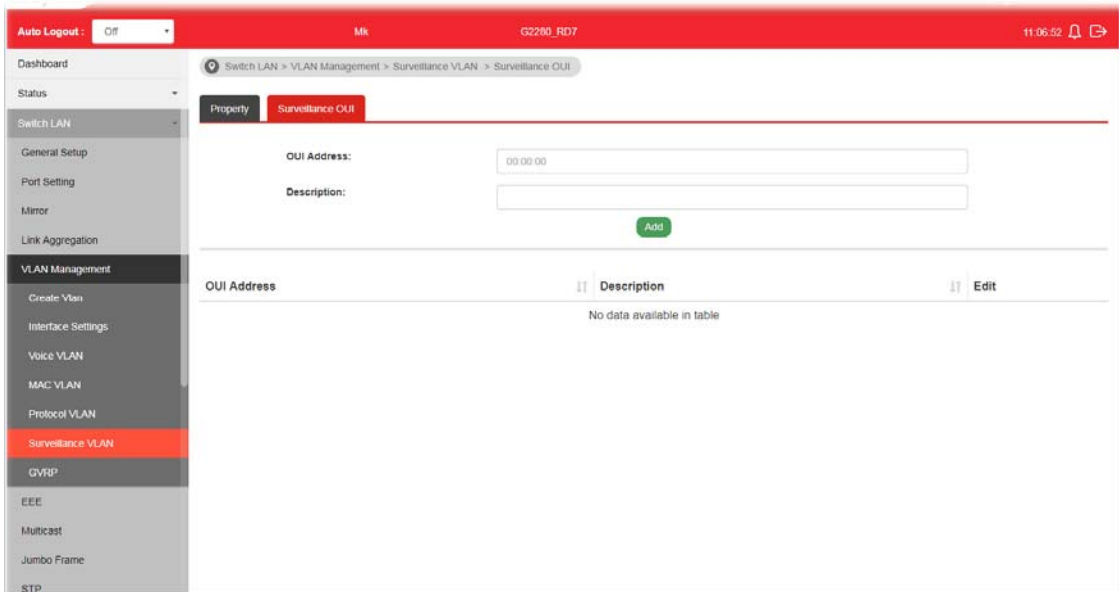 Auto Logout : Off Mk G2280_RD7 11:06:52
Dashboard
Status
Switch LAN
General Setup
Port Setting
Mirror
Link Aggregation
VLAN Management
Create Vlan
Interface Settings
Voice VLAN
MAC VLAN
Protocol VLAN
Surveillance VLAN
GVRP
EEE
Multicast
Jumbo Frame
STP
Switch LAN > VLAN Management > Surveillance VLAN > Surveillance OUI
Property Surveillance OUI
OUI Address: 00:00:00
Description:
Add
OUI Address Description Edit
No data available in table